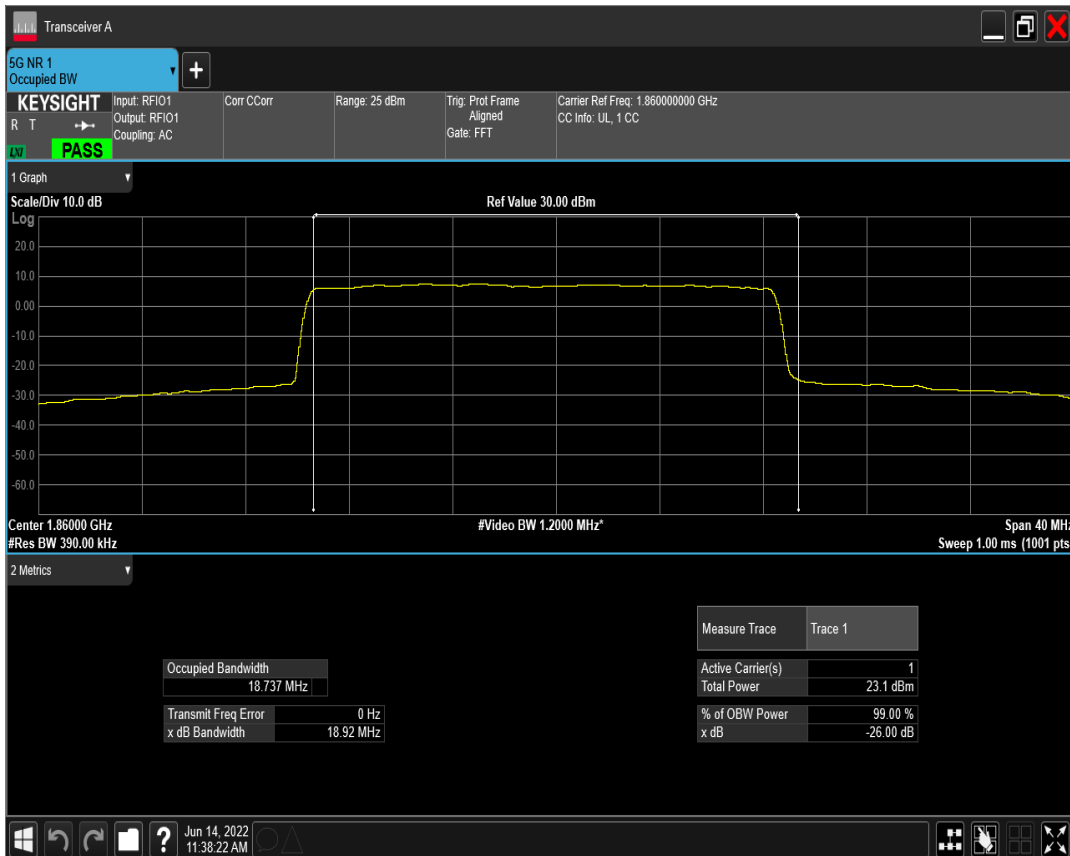 Transceiver A
5G NR 1
Occupied BW
+
KEYSIGHT
R T
LXI
PASS
Input: RFIO1
Output: RFIO1
Coupling: AC
Corr CCorr
Range: 25 dBm
Trig: Prot Frame
Aligned
Gate: FFT
Carrier Ref Freq: 1.860000000 GHz
CC Info: UL, 1 CC
1 Graph
Scale/Div 10.0 dB
Ref Value 30.00 dBm
Log
20.0
10.0
0.00
-10.0
-20.0
-30.0
-40.0
-50.0
-60.0
Center 1.86000 GHz
#Video BW 1.2000 MHz*
Span 40 MHz
#Res BW 390.00 kHz
Sweep 1.00 ms (1001 pts
2 Metrics
Measure Trace Trace 1
Occupied Bandwidth
18.737 MHz
Active Carrier(s) 1
Total Power 23.1 dBm
Transmit Freq Error 0 Hz
x dB Bandwidth 18.92 MHz
% of OBW Power 99.00 %
x dB -26.00 dB
?
Jun 14, 2022
11:38:22 AM